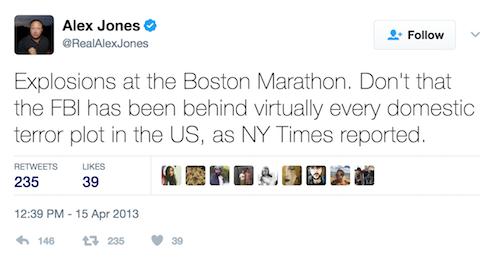 Alex Jones
@RealAlexJones
Follow
Explosions at the Boston Marathon. Don't that
the FBI has been behind virtually every domestic
terror plot in the US, as NY Times reported.
RETWEETS LIKES
235 39
12:39 PM - 15 Apr 2013
146 235 39